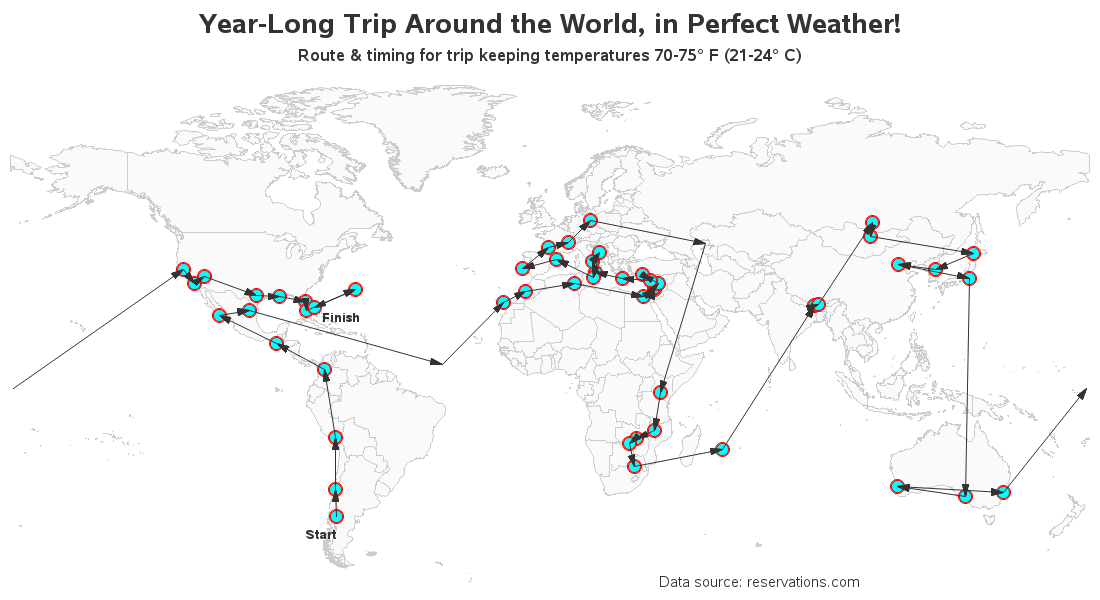 Year-Long Trip Around the World, in Perfect Weather!
Route & timing for trip keeping temperatures 70-75° F (21-24° C)
Finish
Start
Data source: reservations.com